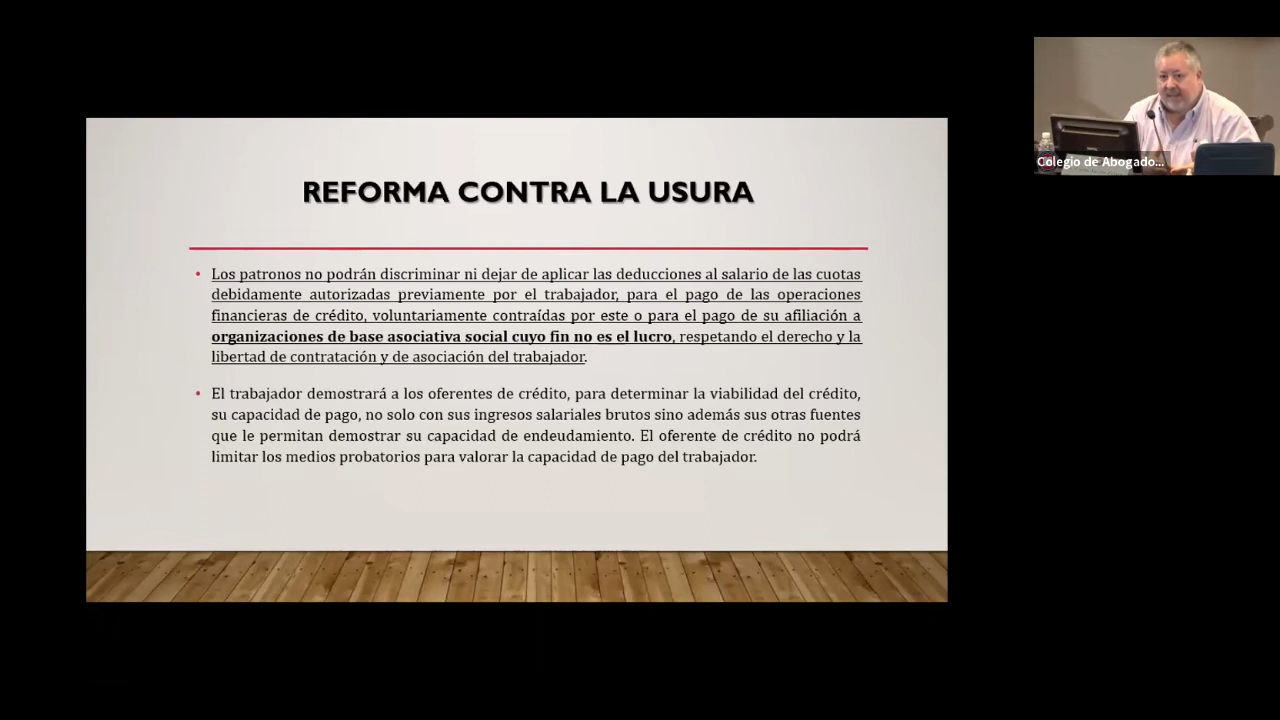 REFORMA CONTRA LA USURA
• Los patronos no podrán discriminar ni dejar de aplicar las deducciones al salario de las cuotas
debidamente autorizadas previamente por el trabajador, para el pago de las operaciones
financieras de crédito, voluntariamente contraídas por este o para el pago de su afiliación a
organizaciones de base asociativa social cuyo fin no es el lucro, respetando el derecho y la
libertad de contratación y de asociación del trabajador.
• El trabajador demostrará a los oferentes de crédito, para determinar la viabilidad del crédito,
su capacidad de pago, no solo con sus ingresos salariales brutos sino además sus otras fuentes
que le permitan demostrar su capacidad de endeudamiento. El oferente de crédito no podrá
limitar los medios probatorios para valorar la capacidad de pago del trabajador.
Colegio de Abogado...